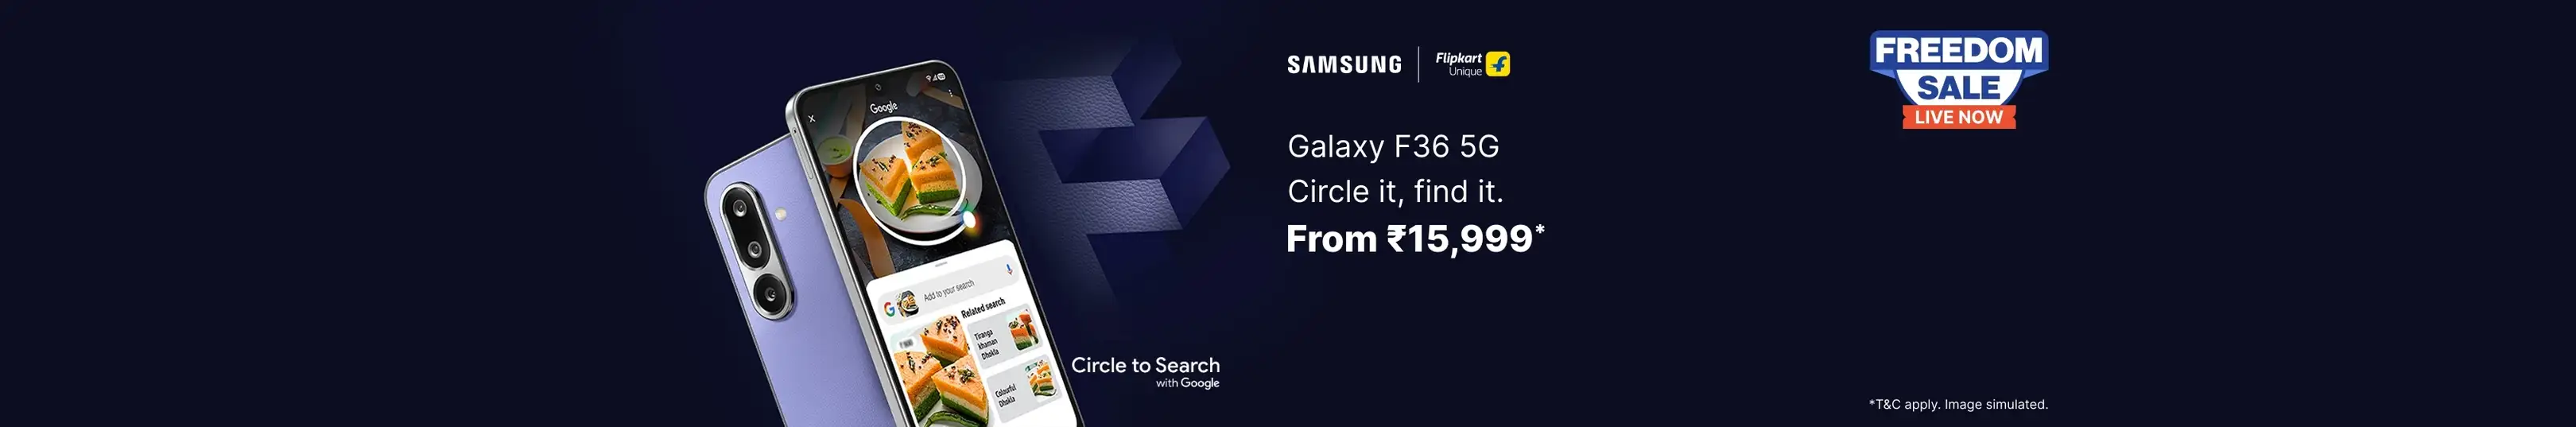 SAMSUNG
Flipkart
Unique
Galaxy F36 5G
Circle it, find it.
From ₹15,999*
FREEDOM
SALE
LIVE NOW
Google
Add to your search
Related search
Tiranga
khaman
Dhokla
Colourful
Dhokla
Circle to Search
with Google
*T&C apply. Image simulated.